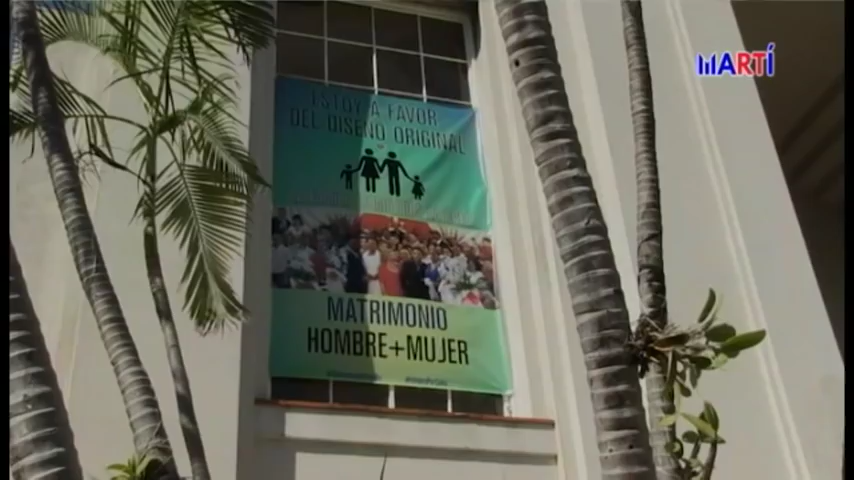 MARTÍ
ESTOY A FAVOR
DEL DISEÑO ORIGINAL
MATRIMONIO
HOMBRE+MUJER